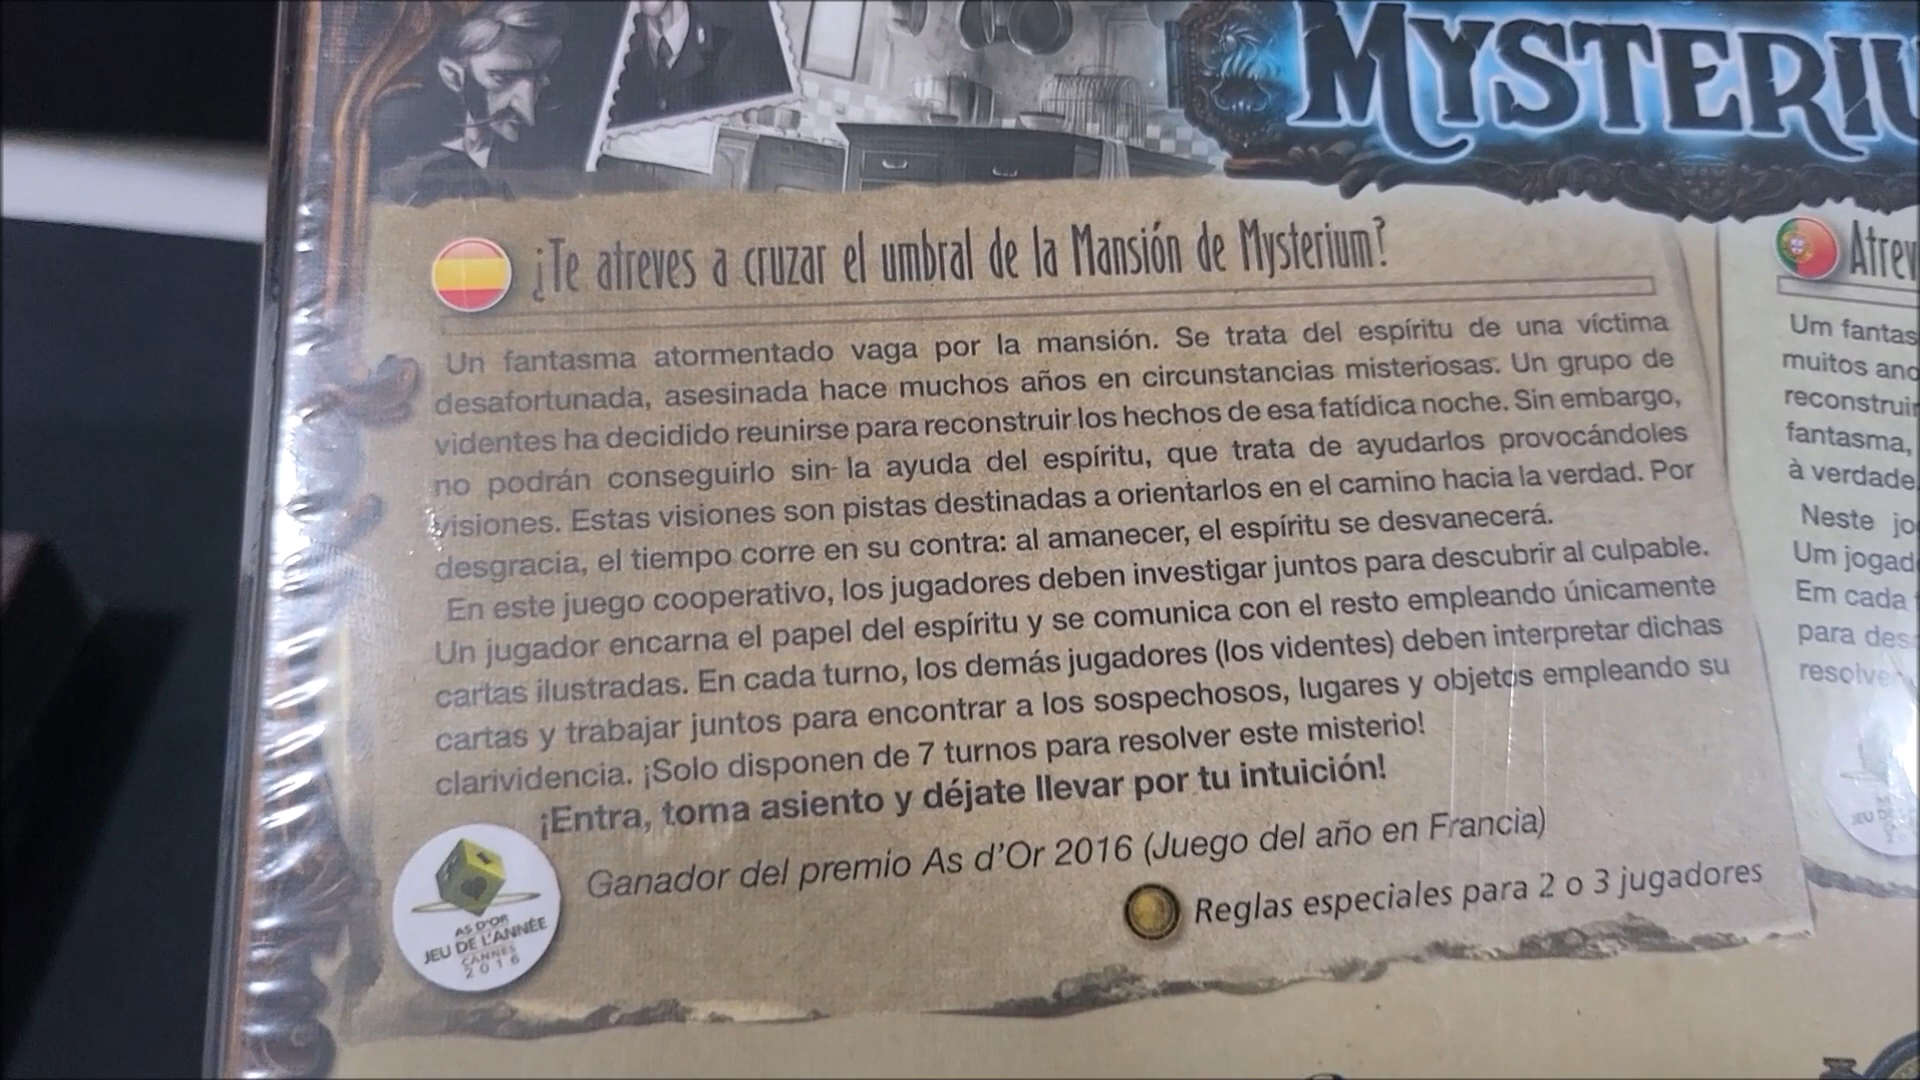 MYSTERIU
¿Te atreves a cruzar el umbral de la Mansión de Mysterium?
Un fantasma atormentado vaga por la mansión. Se trata del espíritu de una víctima
desafortunada, asesinada hace muchos años en circunstancias misteriosas. Un grupo de
videntes ha decidido reunirse para reconstruir los hechos de esa fatídica noche. Sin embargo,
no podrán conseguirlo sin la ayuda del espíritu, que trata de ayudarlos provocándoles
visiones. Estas visiones son pistas destinadas a orientarlos en el camino hacia la verdad. Por
desgracia, el tiempo corre en su contra: al amanecer, el espíritu se desvanecerá.
En este juego cooperativo, los jugadores deben investigar juntos para descubrir al culpable.
Un jugador encarna el papel del espíritu y se comunica con el resto empleando únicamente
cartas ilustradas. En cada turno, los demás jugadores (los videntes) deben interpretar dichas
cartas y trabajar juntos para encontrar a los sospechosos, lugares y objetos empleando su
clarividencia. ¡Solo disponen de 7 turnos para resolver este misterio!
¡Entra, toma asiento y déjate llevar por tu intuición!
Ganador del premio As d'Or 2016 (Juego del año en Francia)
Reglas especiales para 2 o 3 jugadores
AS D'OR
JEU DE L'ANNÉE
CANNES
2016
Atrev
Um fantas
muitos ano
reconstruir
fantasma,
à verdade
Neste jo
Um jogad
Em cada
para des
resolve
JEU D